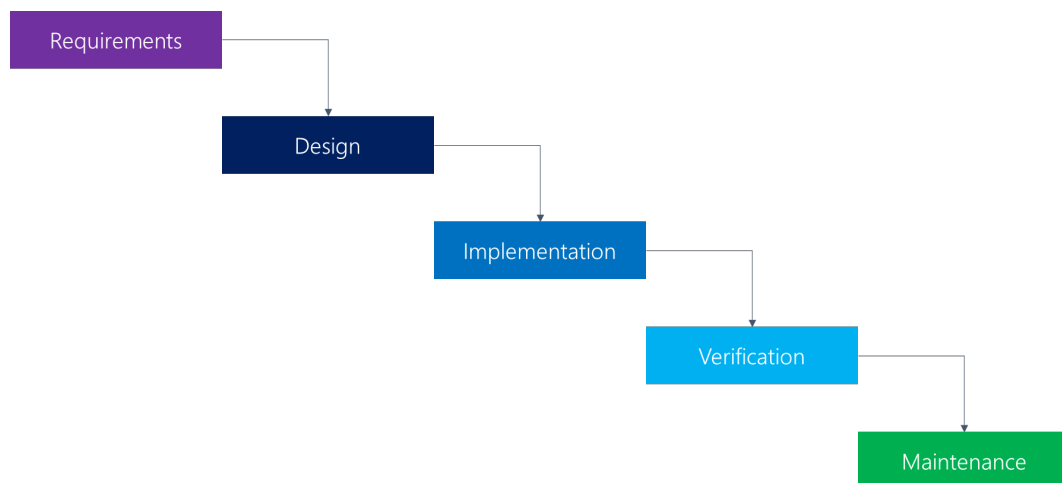 Requirements
Design
Implementation
Verification
Maintenance